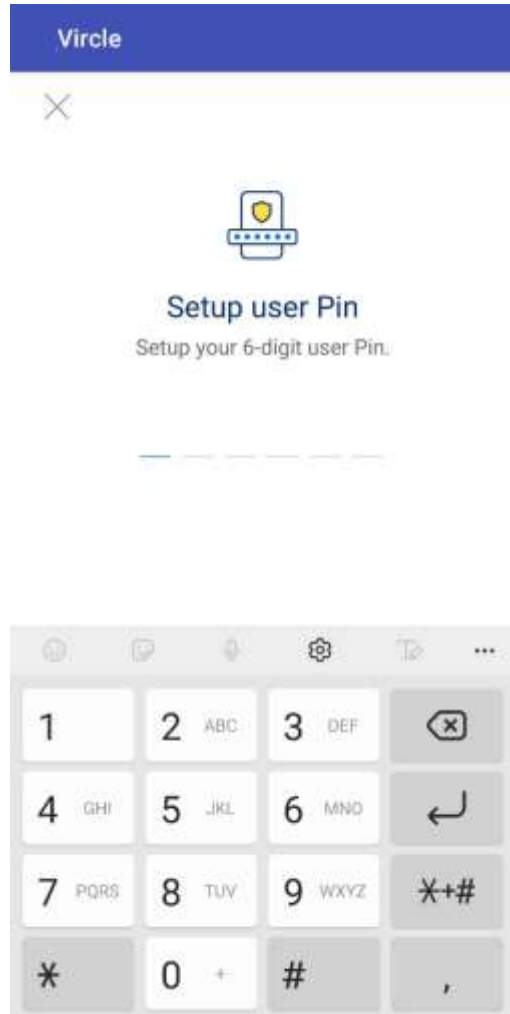 Vircle
Setup user Pin
Setup your 6-digit user Pin.
1
2 ABC
3 DEF
4 GHI
5 JKL
6 MNO
7 PQRS
8 TUV
9 WXYZ
*+#
*
0 +
#
,